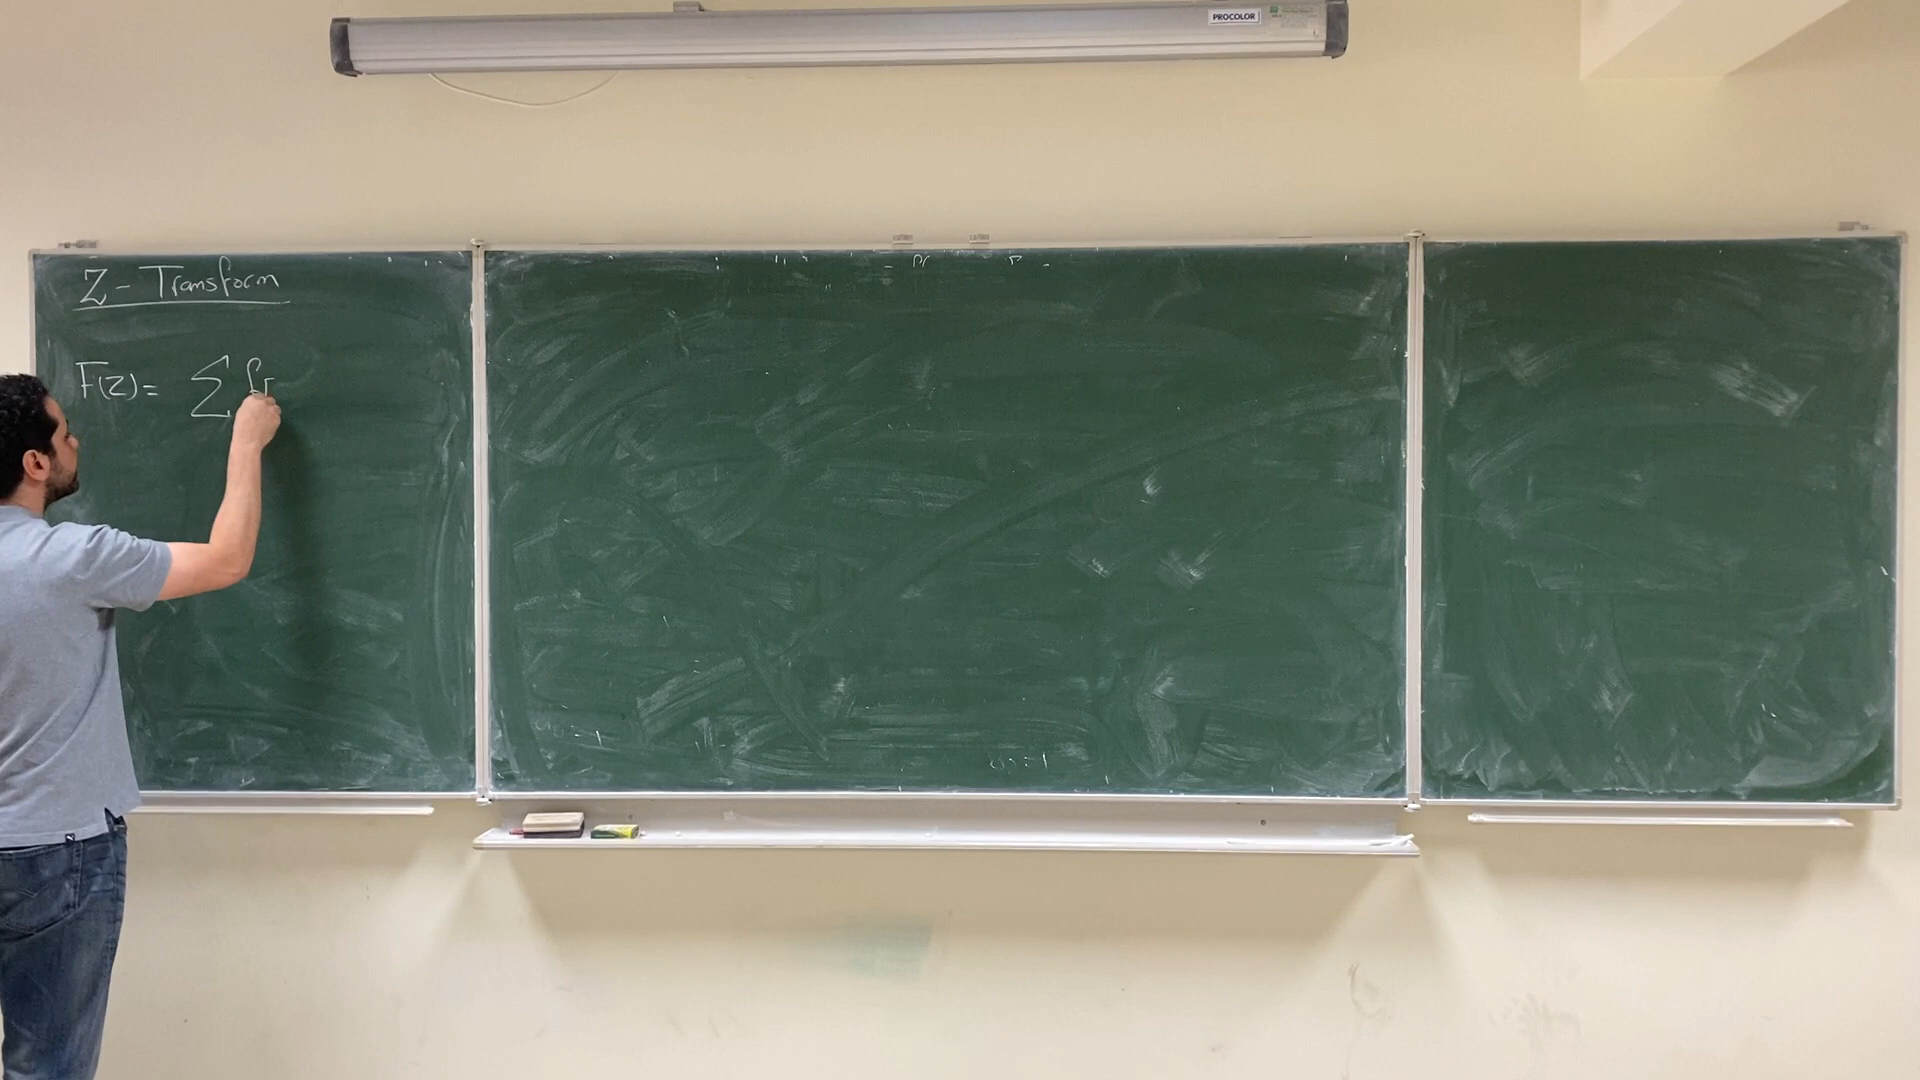 PROCOLOR
Z - Transform
F(z) = ∑ f[